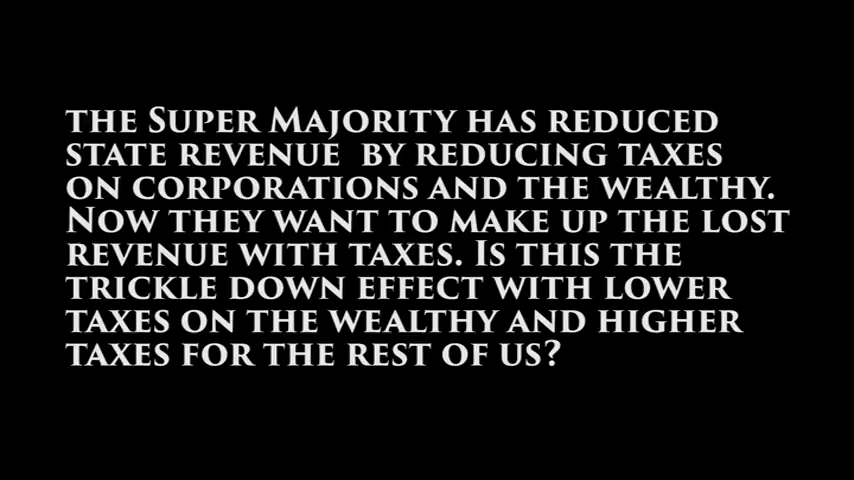 the Super Majority has reduced
state revenue  by reducing taxes
on corporations and the wealthy.
Now they want to make up the lost
revenue with taxes. Is this the
trickle down effect with lower
taxes on the wealthy and higher
taxes for the rest of us?